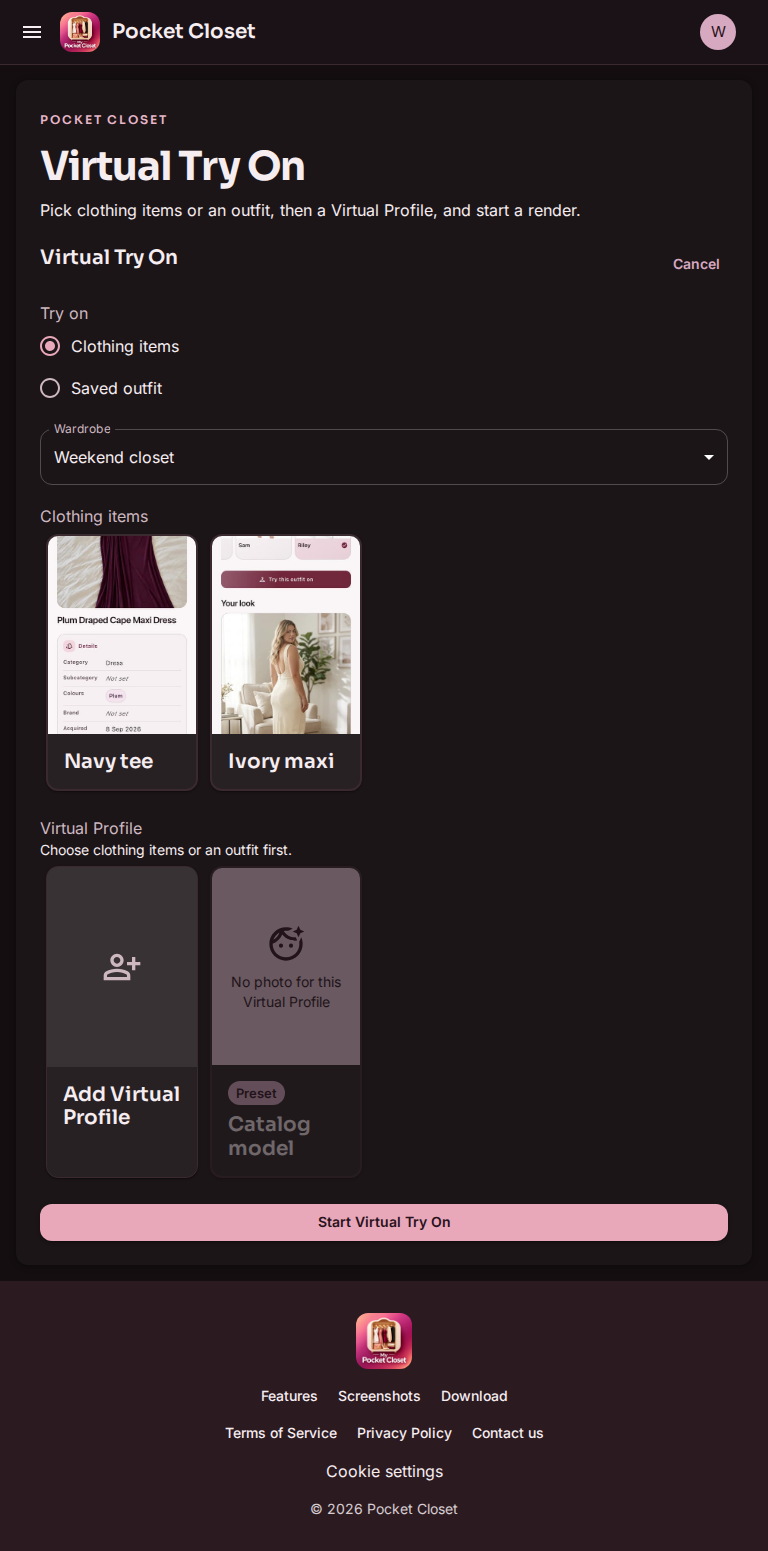 Pocket Closet
W
POCKET CLOSET
Virtual Try On
Pick clothing items or an outfit, then a Virtual Profile, and start a render.
Virtual Try On
Cancel
Try on
Clothing items
Saved outfit
Wardrobe
Weekend closet
Clothing items
Plum Draped Cape Maxi Dress
Details
Category Dress
Subcategory Not set
Colours Plum
Brand Not set
Acquired 8 Sep 2026
Navy tee
Sam
Riley
Try this outfit on
Your look
Ivory maxi
Virtual Profile
Choose clothing items or an outfit first.
Add Virtual
Profile
No photo for this
Virtual Profile
Preset
Catalog
model
Start Virtual Try On
My
Pocket Closet
Features Screenshots Download
Terms of Service Privacy Policy Contact us
Cookie settings
© 2026 Pocket Closet